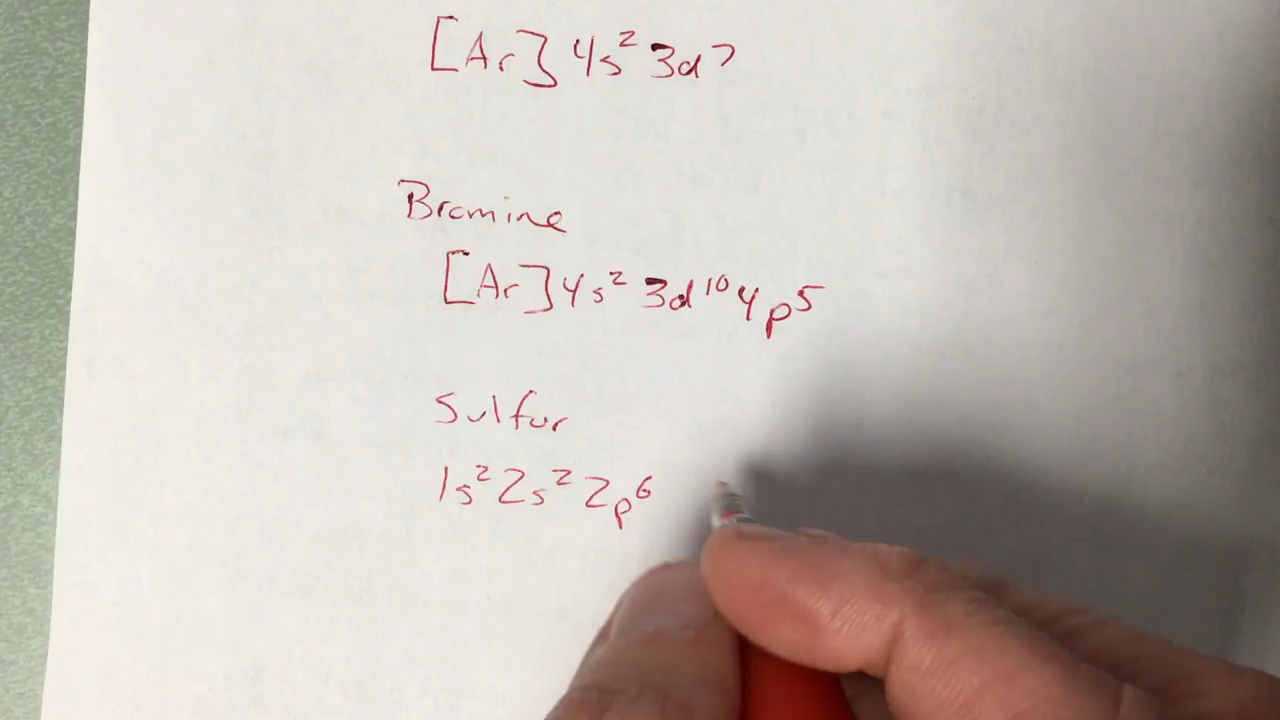 [Ar] 4s² 3d⁷
Bromine
[Ar] 4s² 3d¹⁰ 4p⁵
Sulfur
1s² 2s² 2p⁶